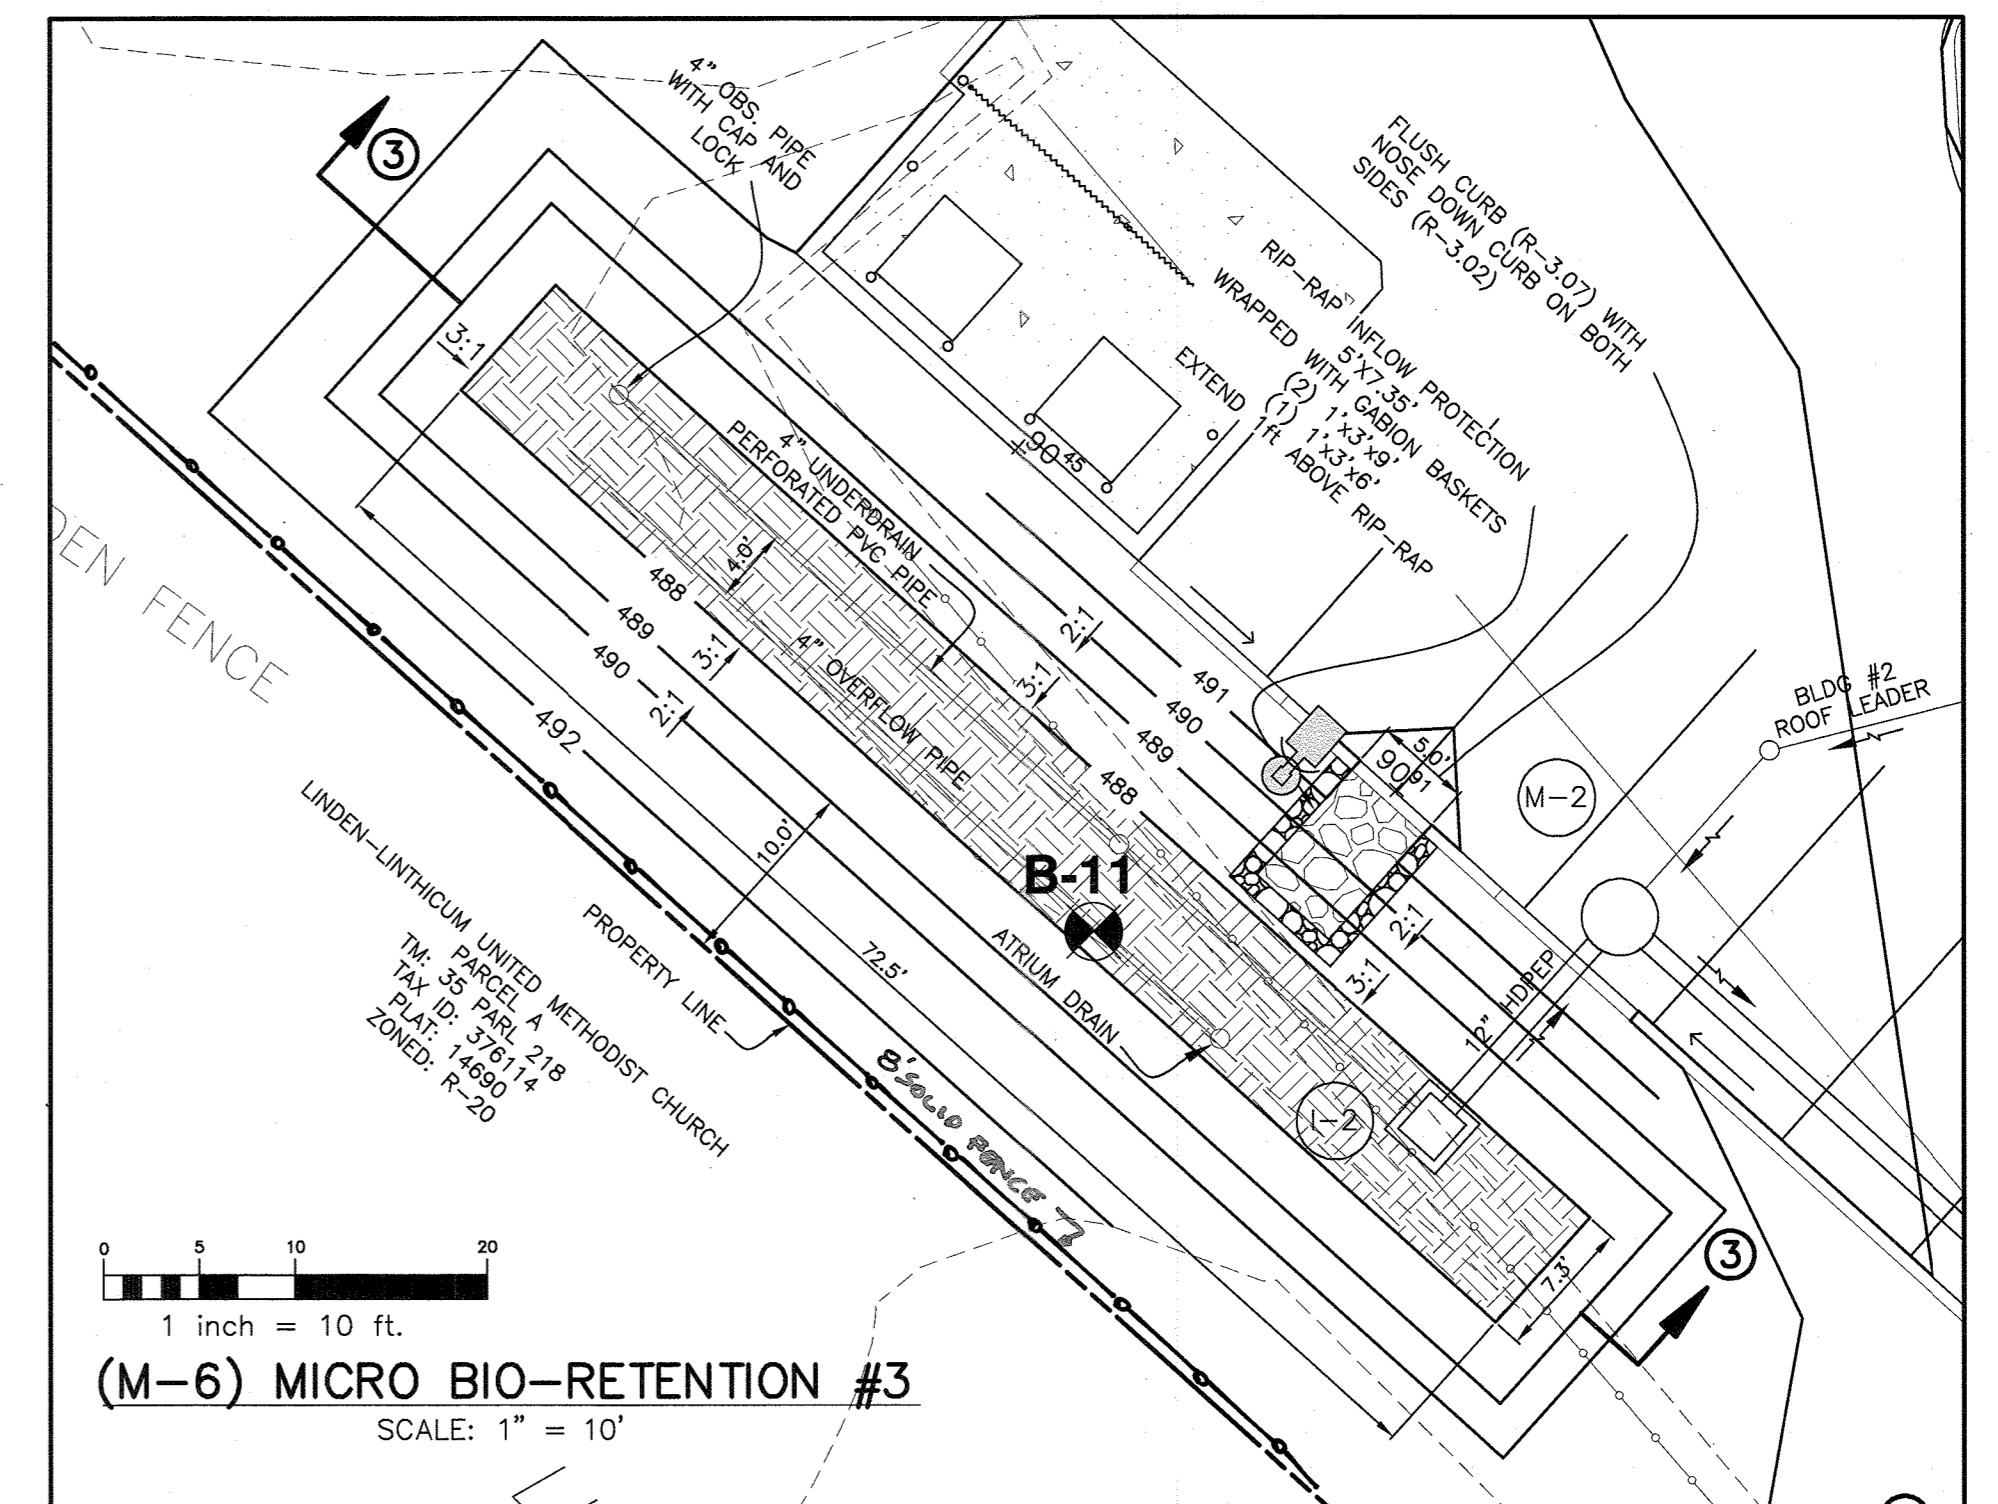 4" OBS. PIPE
WITH CAP AND
LOCK
3
FLUSH CURB (R-3.07) WITH
NOSE DOWN CURB ON BOTH
SIDES (R-3.02)
RIP-RAP INFLOW PROTECTION
5'X7.35'
WRAPPED WITH GABION BASKETS
(2) 1'x3'x9'
(1) 1'x3'x6'
EXTEND 1ft ABOVE RIP-RAP
3:1
90.45
4" UNDERDRAIN
PERFORATED PVC PIPE
4.0'
488
489
490
492
3:1
2:1
4" OVERFLOW PIPE
2:1
3:1
491
490
489
488
DEN FENCE
BLDG #2
ROOF LEADER
5.0'
90.91
M-2
B-11
10.0'
72.5'
ATRIUM DRAIN
2:1
3:1
12" HDPEP
I-2
LINDEN-LINTHICUM UNITED METHODIST CHURCH
PARCEL A
TM: 35 PARL 218
TAX ID: 376114
PLAT: 14690
ZONED: R-20
PROPERTY LINE
8' SOLID FENCE
7.3'
3
0 5 10 20
1 inch = 10 ft.
(M-6) MICRO BIO-RETENTION #3
SCALE: 1" = 10'